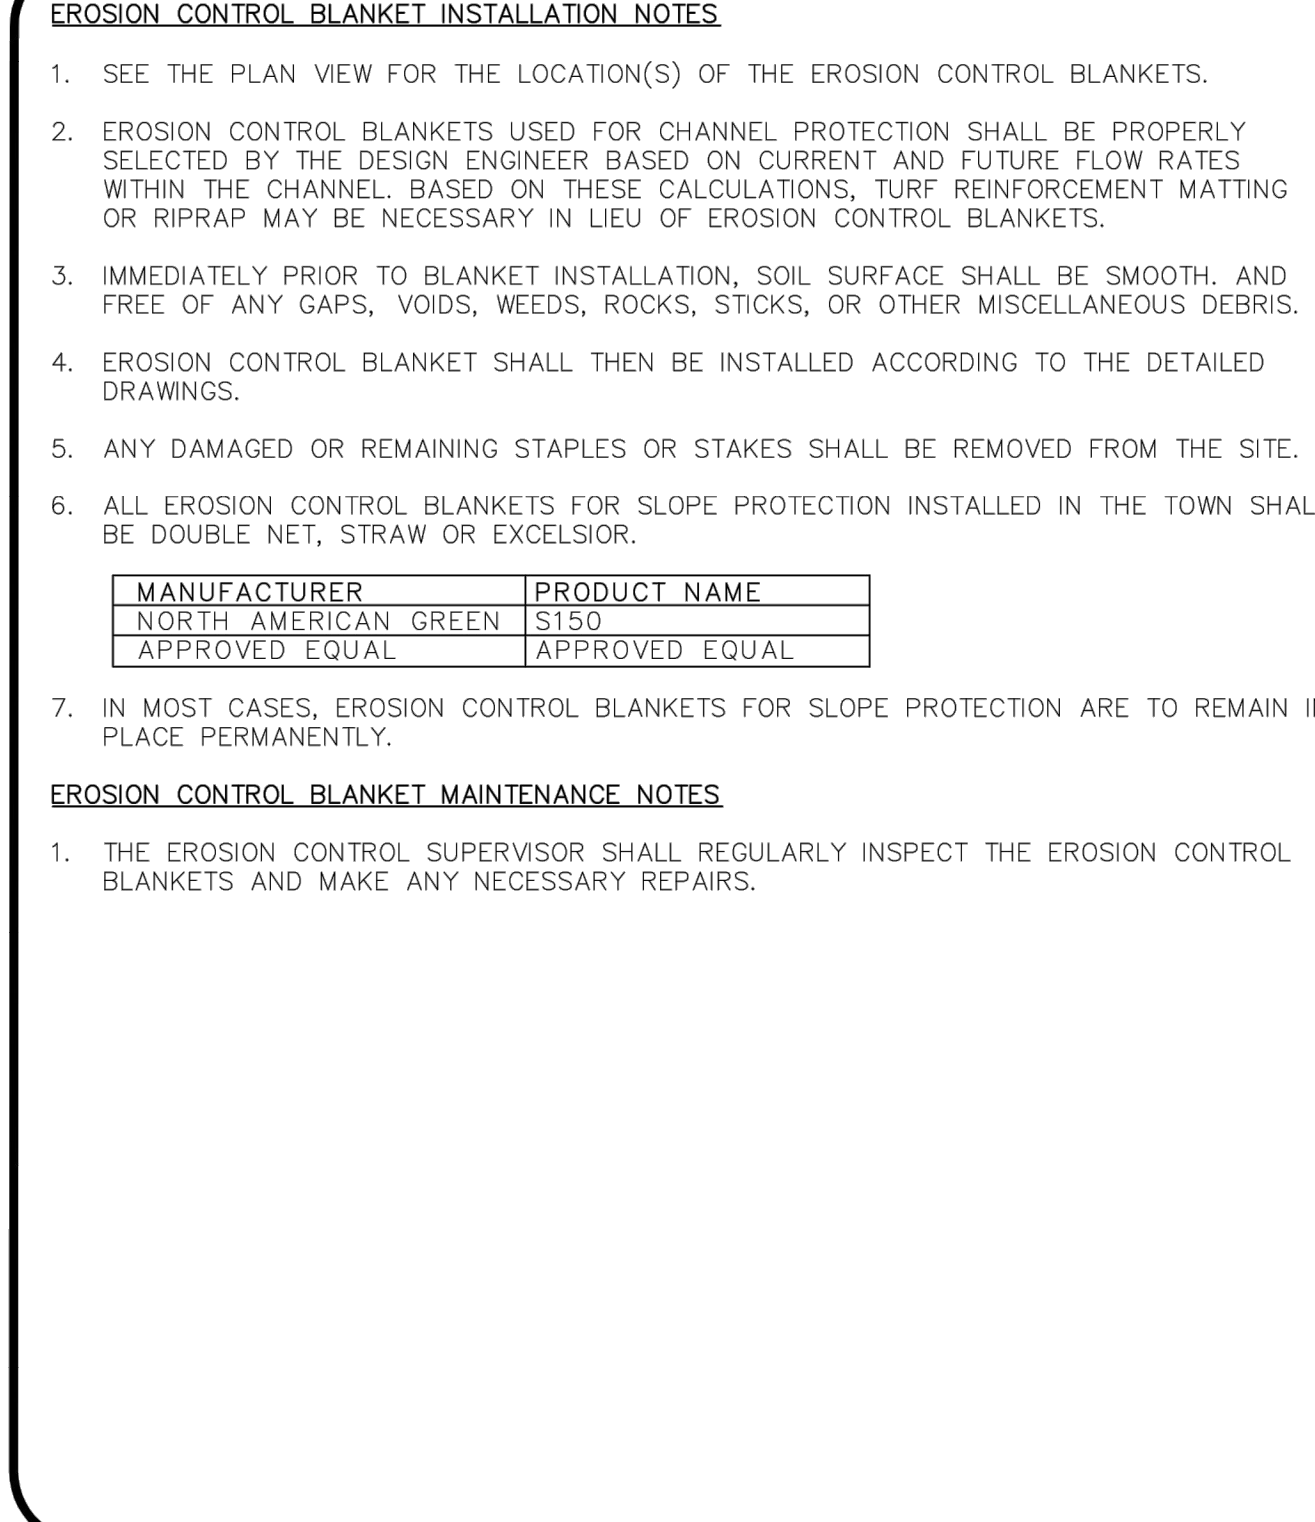 EROSION CONTROL BLANKET INSTALLATION NOTES
1. SEE THE PLAN VIEW FOR THE LOCATION(S) OF THE EROSION CONTROL BLANKETS.
2. EROSION CONTROL BLANKETS USED FOR CHANNEL PROTECTION SHALL BE PROPERLY
SELECTED BY THE DESIGN ENGINEER BASED ON CURRENT AND FUTURE FLOW RATES
WITHIN THE CHANNEL. BASED ON THESE CALCULATIONS, TURF REINFORCEMENT MATTING
OR RIPRAP MAY BE NECESSARY IN LIEU OF EROSION CONTROL BLANKETS.
3. IMMEDIATELY PRIOR TO BLANKET INSTALLATION, SOIL SURFACE SHALL BE SMOOTH. AND
FREE OF ANY GAPS, VOIDS, WEEDS, ROCKS, STICKS, OR OTHER MISCELLANEOUS DEBRIS.
4. EROSION CONTROL BLANKET SHALL THEN BE INSTALLED ACCORDING TO THE DETAILED
DRAWINGS.
5. ANY DAMAGED OR REMAINING STAPLES OR STAKES SHALL BE REMOVED FROM THE SITE.
6. ALL EROSION CONTROL BLANKETS FOR SLOPE PROTECTION INSTALLED IN THE TOWN SHAL
BE DOUBLE NET, STRAW OR EXCELSIOR.
MANUFACTURER PRODUCT NAME
NORTH AMERICAN GREEN S150
APPROVED EQUAL APPROVED EQUAL
7. IN MOST CASES, EROSION CONTROL BLANKETS FOR SLOPE PROTECTION ARE TO REMAIN
PLACE PERMANENTLY.
EROSION CONTROL BLANKET MAINTENANCE NOTES
1. THE EROSION CONTROL SUPERVISOR SHALL REGULARLY INSPECT THE EROSION CONTROL
BLANKETS AND MAKE ANY NECESSARY REPAIRS.